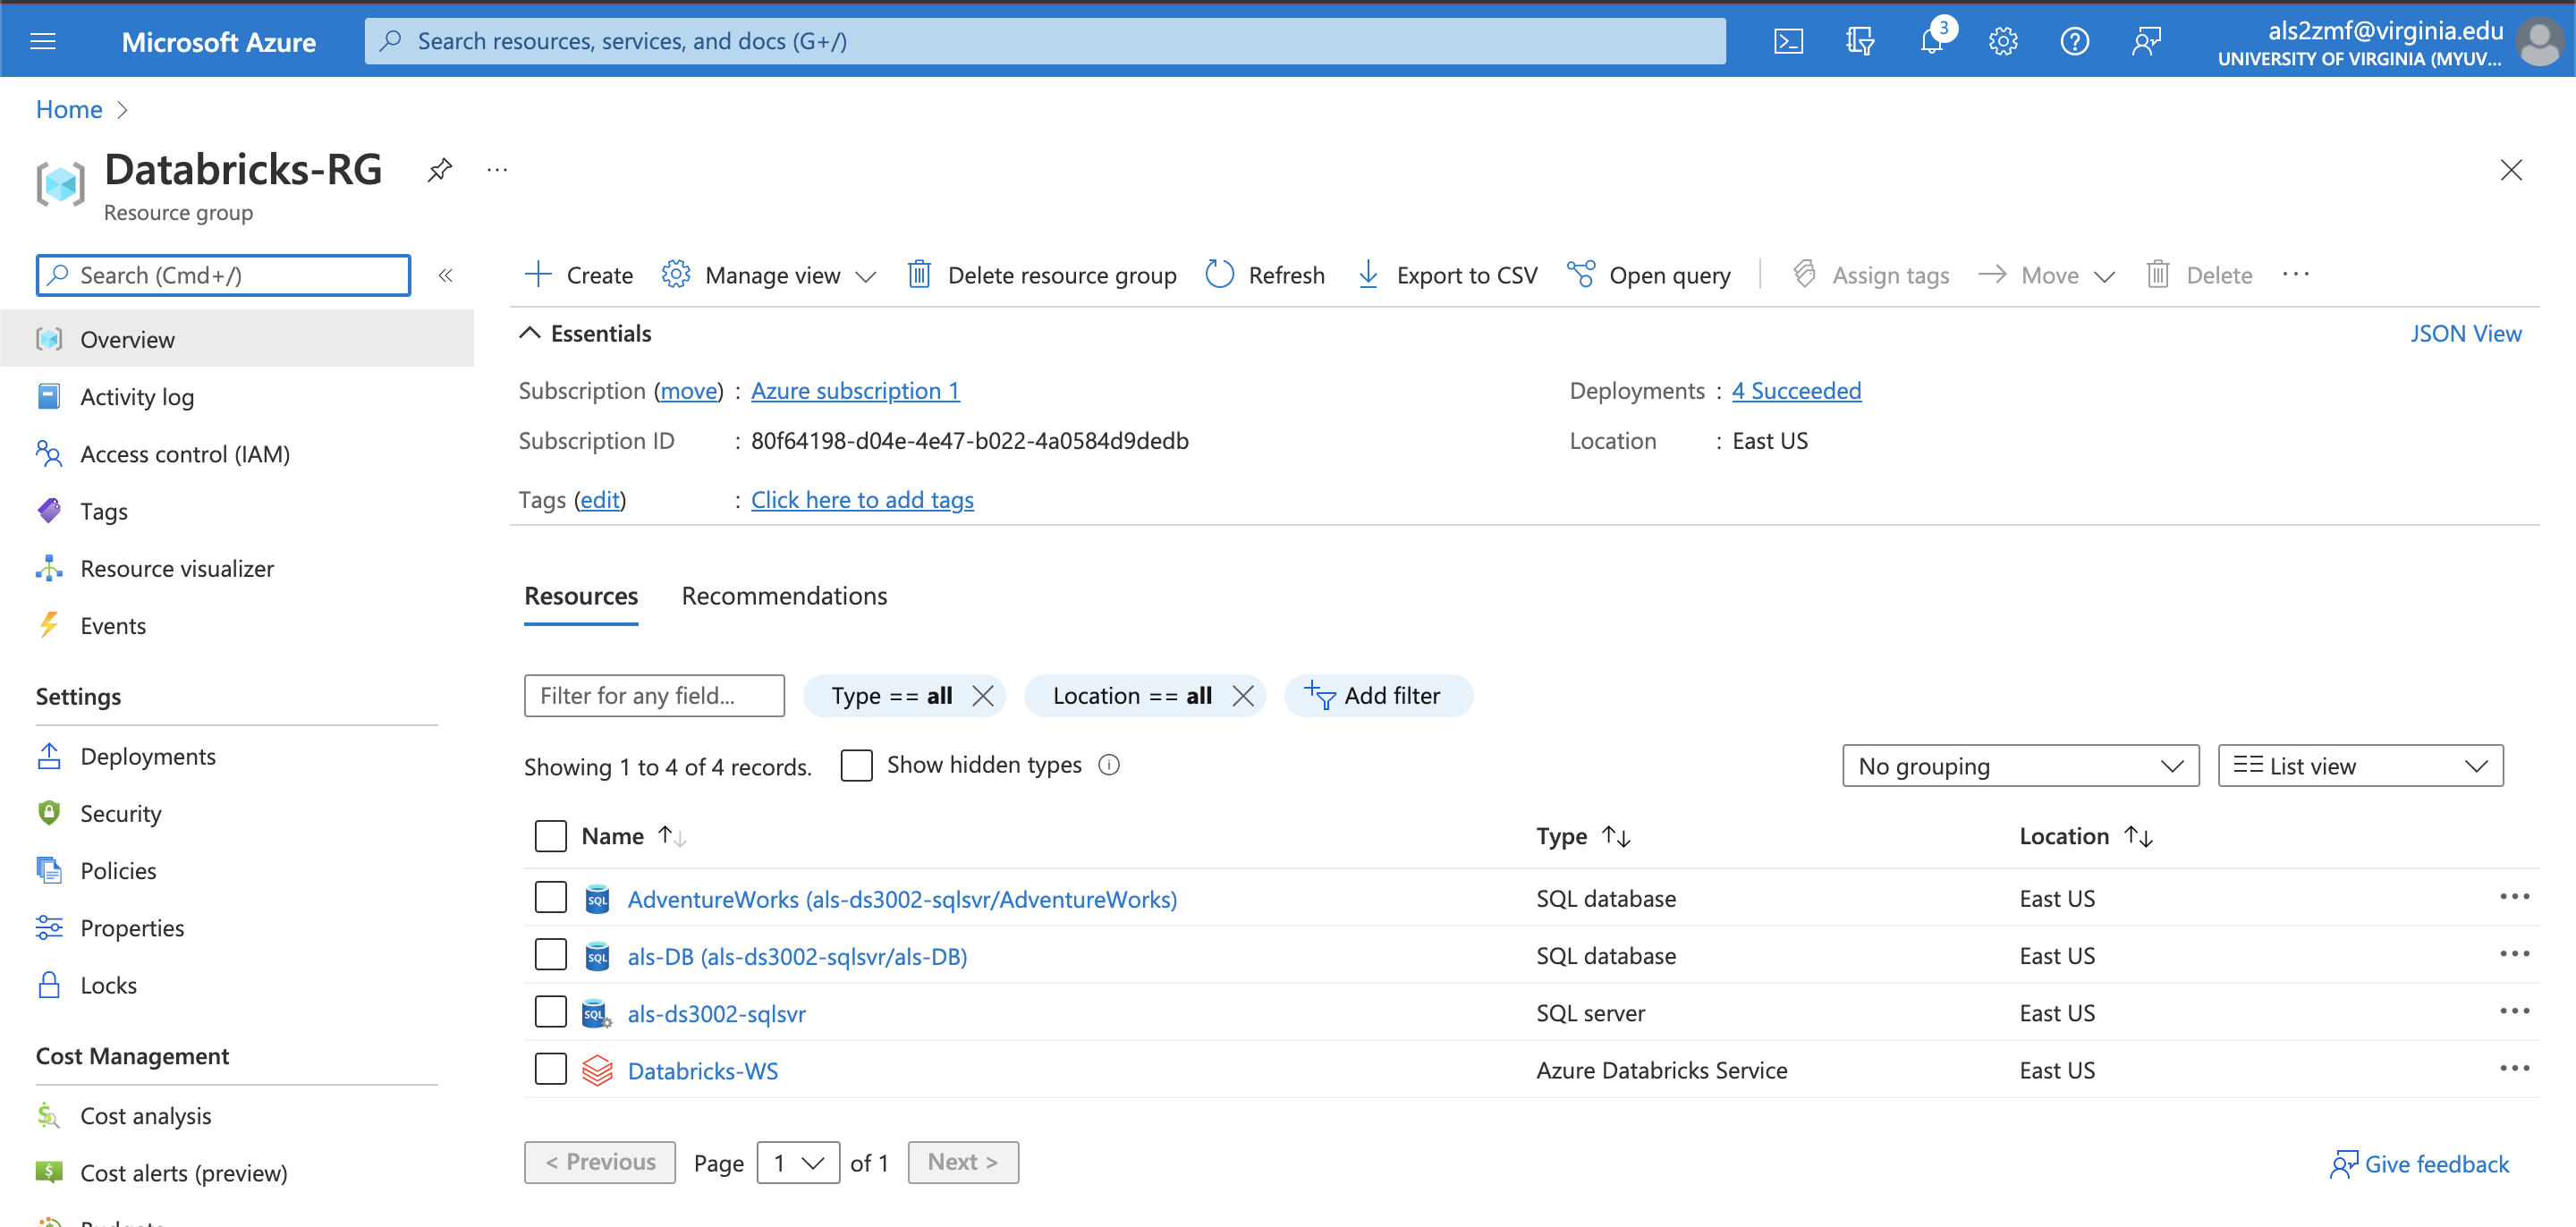 Microsoft Azure
Search resources, services, and docs (G+/)
3
als2zmf@virginia.edu
UNIVERSITY OF VIRGINIA (MYUV...
Home >
Databricks-RG
...
Resource group
Search (Cmd+/)
«
Overview
Activity log
Access control (IAM)
Tags
Resource visualizer
Events
Settings
Deployments
Security
Policies
Properties
Locks
Cost Management
Cost analysis
Cost alerts (preview)
Budgets
Create
Manage view
Delete resource group
Refresh
Export to CSV
Open query
Assign tags
Move
Delete
...
Essentials
JSON View
Subscription (move) : Azure subscription 1
Deployments : 4 Succeeded
Subscription ID : 80f64198-d04e-4e47-b022-4a0584d9dedb
Location : East US
Tags (edit) : Click here to add tags
Resources Recommendations
Filter for any field...
Type == all
Location == all
Add filter
Showing 1 to 4 of 4 records.
Show hidden types
No grouping
List view
Name Type Location
SQL AdventureWorks (als-ds3002-sqlsvr/AdventureWorks) SQL database East US ...
SQL als-DB (als-ds3002-sqlsvr/als-DB) SQL database East US ...
SQL als-ds3002-sqlsvr SQL server East US ...
Databricks-WS Azure Databricks Service East US ...
< Previous Page 1 of 1 Next >
Give feedback